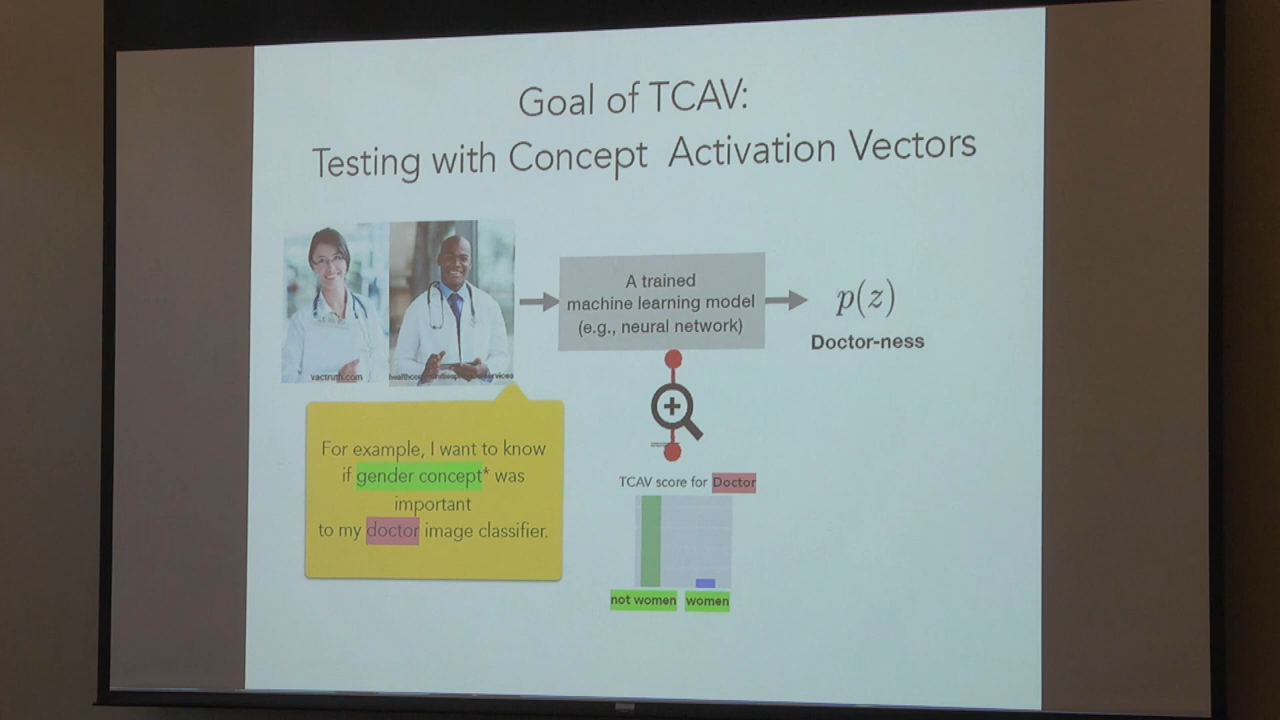 Goal of TCAV:
Testing with Concept Activation Vectors
vactruth.com
A trained
machine learning model
(e.g., neural network)
p(z)
Doctor-ness
For example, I want to know
if gender concept* was
important
to my doctor image classifier.
TCAV score for Doctor
not women women